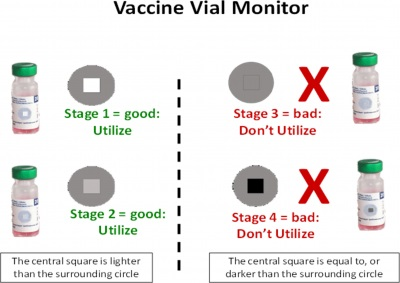 Vaccine Vial Monitor
Stage 1 = good:
Utilize
Stage 2 = good:
Utilize
The central square is lighter
than the surrounding circle
X
Stage 3 = bad:
Don't Utilize
X
Stage 4 = bad:
Don't Utilize
The central square is equal to, or
darker than the surrounding circle